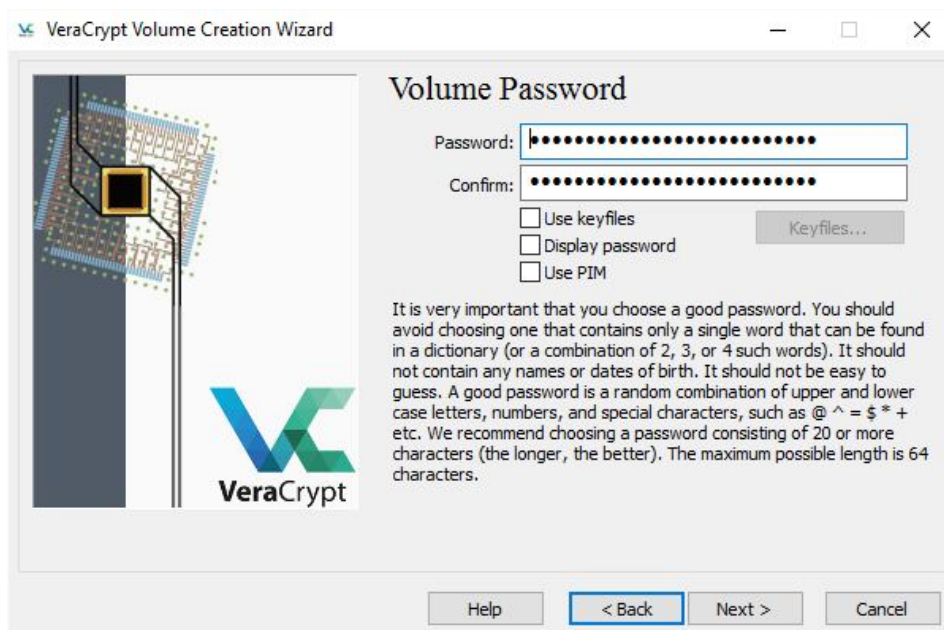 VeraCrypt Volume Creation Wizard
Volume Password
Password: ••••••••••••••••••••••••••
Confirm: ••••••••••••••••••••••••••
Use keyfiles
Keyfiles...
Display password
Use PIM
It is very important that you choose a good password. You should
avoid choosing one that contains only a single word that can be found
in a dictionary (or a combination of 2, 3, or 4 such words). It should
not contain any names or dates of birth. It should not be easy to
guess. A good password is a random combination of upper and lower
case letters, numbers, and special characters, such as @ ^ = $ * +
etc. We recommend choosing a password consisting of 20 or more
characters (the longer, the better). The maximum possible length is 64
characters.
VeraCrypt
Help
< Back
Next >
Cancel